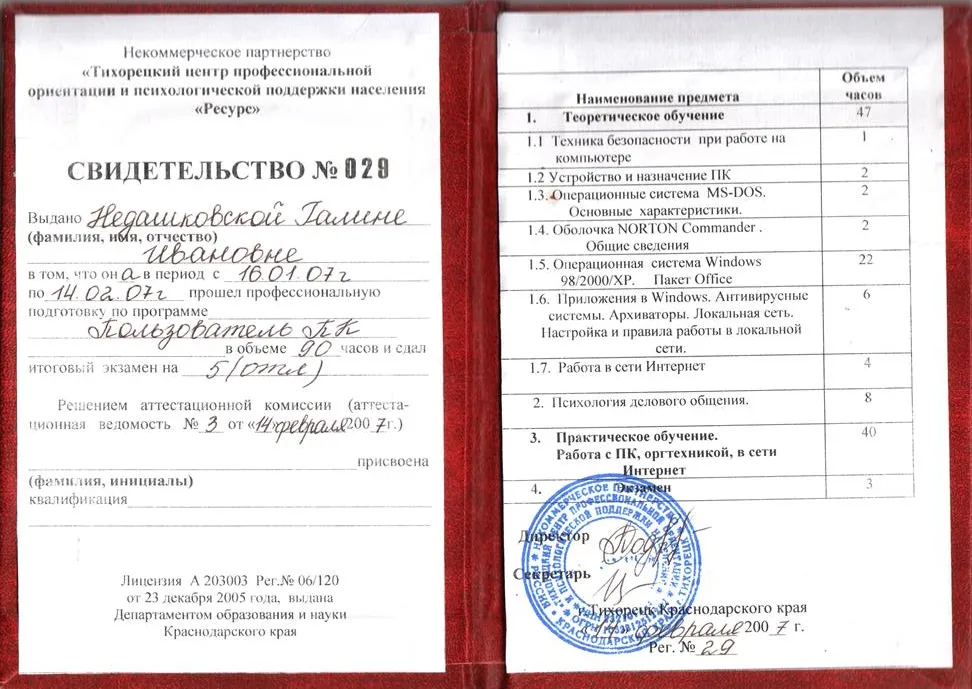 Некоммерческое партнерство
«Тихорецкий центр профессиональной
ориентации и психологической поддержки населения
«Ресурс»
СВИДЕТЕЛЬСТВО № 029
Выдано Недашковской Галине
(фамилия, имя, отчество)
Ивановне
в том, что он а в период с 16.01.07г
по 14.02.07г прошел профессиональную
подготовку по программе
Пользователь ПК
в объеме 90 часов и сдал
итоговый экзамен на 5 (отл)
Решением аттестационной комиссии (аттеста-
ционная ведомость № 3 от «14» февраля 200 7 г.)
присвоена
(фамилия, инициалы)
квалификация
Лицензия А 203003 Рег.№ 06/120
от 23 декабря 2005 года, выдана
Департаментом образования и науки
Краснодарского края
Наименование предмета Объем часов
1. Теоретическое обучение 47
1.1 Техника безопасности при работе на 1
компьютере
1.2 Устройство и назначение ПК 2
1.3. Операционные система MS-DOS. 2
Основные характеристики.
1.4. Оболочка NORTON Commander . 2
Общие сведения
1.5. Операционная система Windows 22
98/2000/XP. Пакет Office
1.6. Приложения в Windows. Антивирусные 6
системы. Архиваторы. Локальная сеть.
Настройка и правила работы в локальной
сети.
1.7. Работа в сети Интернет 4
2. Психология делового общения. 8
3. Практическое обучение. 40
Работа с ПК, оргтехникой, в сети
Интернет
4. Экзамен 3
Директор
Секретарь
г.Тихорецк Краснодарского края
14 февраля 200 7 г.
Рег. № 29